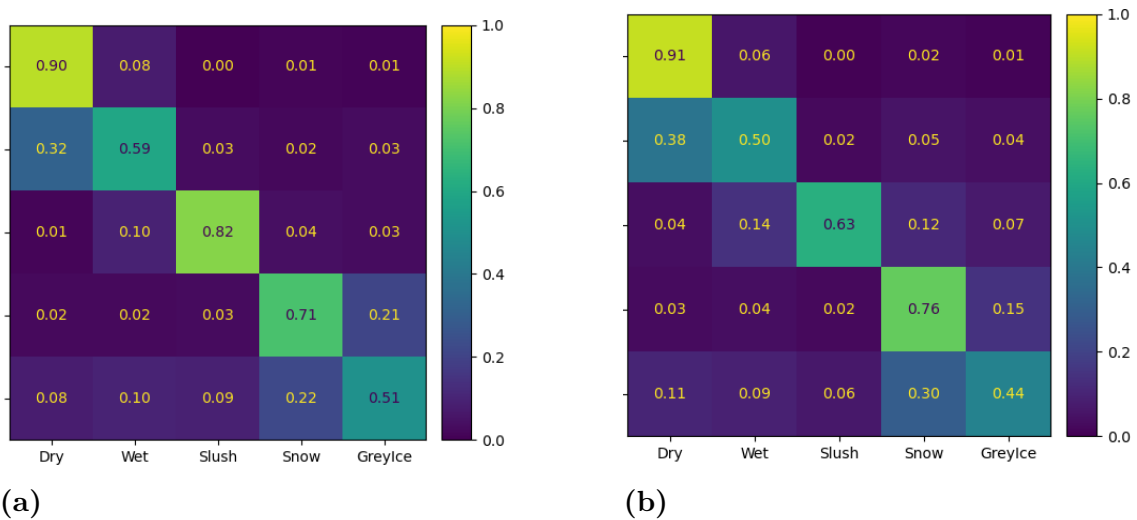 0.90 0.08 0.00 0.01 0.01
0.32 0.59 0.03 0.02 0.03
0.01 0.10 0.82 0.04 0.03
0.02 0.02 0.03 0.71 0.21
0.08 0.10 0.09 0.22 0.51
Dry Wet Slush Snow GreyIce
1.0
0.8
0.6
0.4
0.2
0.0
(a)
0.91 0.06 0.00 0.02 0.01
0.38 0.50 0.02 0.05 0.04
0.04 0.14 0.63 0.12 0.07
0.03 0.04 0.02 0.76 0.15
0.11 0.09 0.06 0.30 0.44
Dry Wet Slush Snow GreyIce
1.0
0.8
0.6
0.4
0.2
0.0
(b)